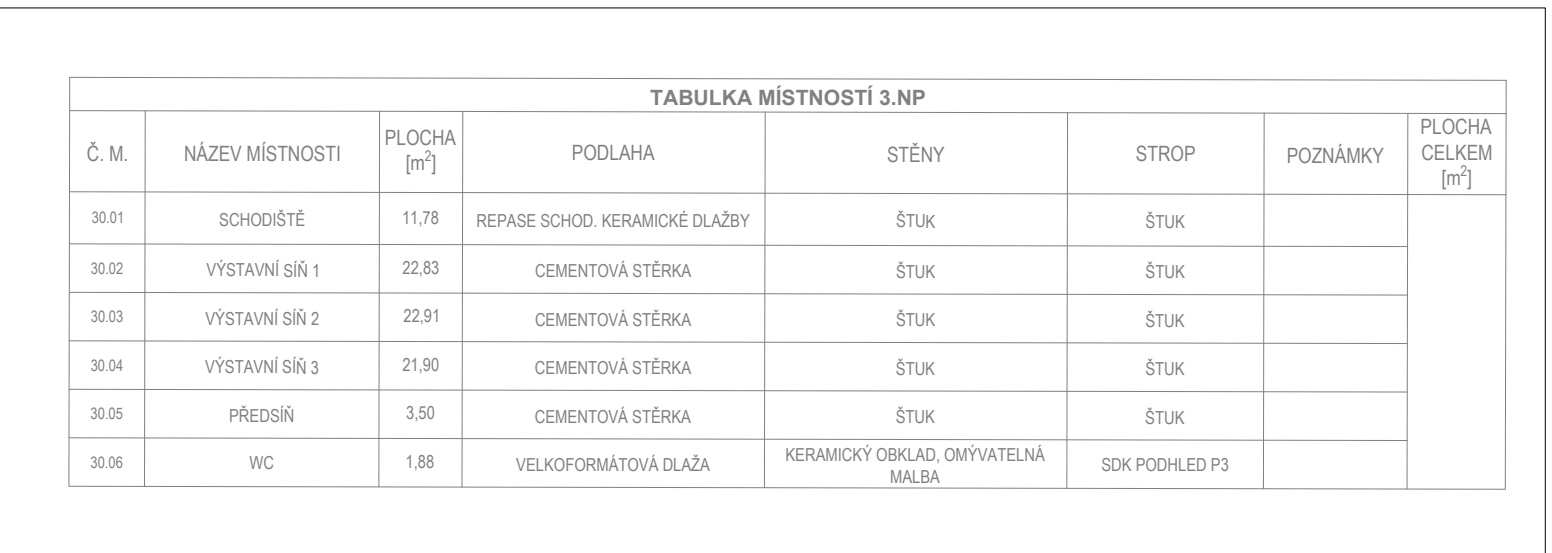 TABULKA MÍSTNOSTÍ 3.NP
Č. M. NÁZEV MÍSTNOSTI PLOCHA [m²] PODLAHA STĚNY STROP POZNÁMKY PLOCHA CELKEM [m²]
30.01 SCHODIŠTĚ 11,78 REPASE SCHOD. KERAMICKÉ DLAŽBY ŠTUK ŠTUK
30.02 VÝSTAVNÍ SÍŇ 1 22,83 CEMENTOVÁ STĚRKA ŠTUK ŠTUK
30.03 VÝSTAVNÍ SÍŇ 2 22,91 CEMENTOVÁ STĚRKA ŠTUK ŠTUK
30.04 VÝSTAVNÍ SÍŇ 3 21,90 CEMENTOVÁ STĚRKA ŠTUK ŠTUK
30.05 PŘEDSÍŇ 3,50 CEMENTOVÁ STĚRKA ŠTUK ŠTUK
30.06 WC 1,88 VELKOFORMÁTOVÁ DLAŽA KERAMICKÝ OBKLAD, OMÝVATELNÁ MALBA SDK PODHLED P3